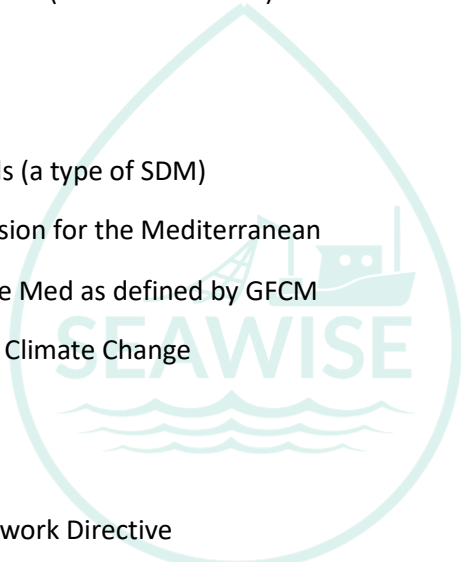 ls (a type of SDM)
sion for the Mediterranean
e Med as defined by GFCM
Climate Change
SEAWISE
work Directive